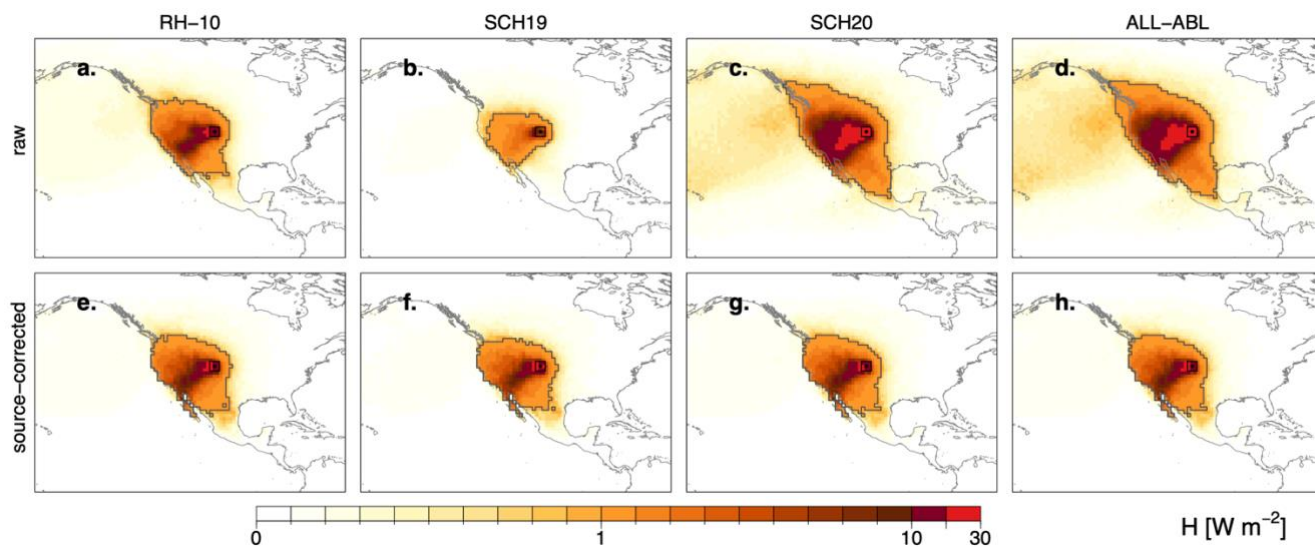 RH−10 SCH19 SCH20 ALL−ABL
raw
a. b. c. d.
source−corrected
e. f. g. h.
0 1 10 30
H [W m⁻²]